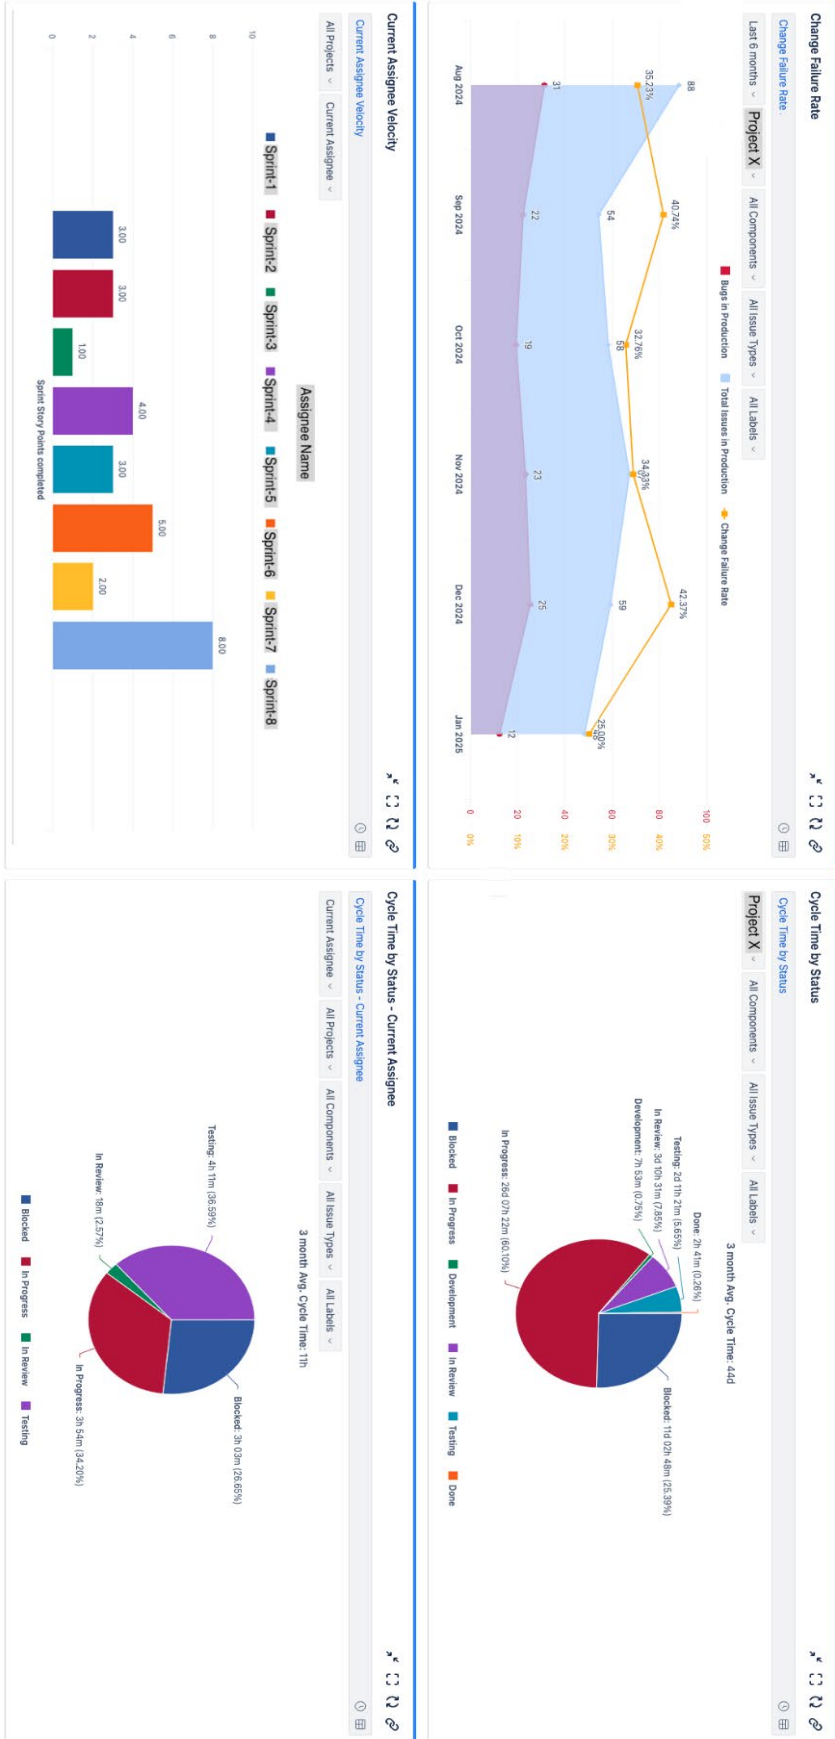 Change Failure Rate
Change Failure Rate
Last 6 months
Project X
All Components
All Issue Types
All Labels
Bugs in Production
Total Issues in Production
Change Failure Rate
88
35.23%
31
40.74%
54
22
32.76%
58
19
34.33%
23
42.37%
59
25
25.00%
48
12
Aug 2024
Sep 2024
Oct 2024
Nov 2024
Dec 2024
Jan 2025
100
50%
80
40%
60
30%
40
20%
20
10%
0
0%
Cycle Time by Status
Cycle Time by Status
Project X
All Components
All Issue Types
All Labels
3 month Avg. Cycle Time: 44d
Done: 2h 41m (0.26%)
Testing: 2d 11h 21m (5.65%)
In Review: 3d 10h 31m (7.85%)
Development: 7h 53m (0.75%)
Blocked: 11d 02h 48m (25.39%)
In Progress: 26d 07h 22m (60.10%)
Blocked
In Progress
Development
In Review
Testing
Done
Current Assignee Velocity
Current Assignee Velocity
All Projects
Current Assignee
Assignee Name
Sprint-1
Sprint-2
Sprint-3
Sprint-4
Sprint-5
Sprint-6
Sprint-7
Sprint-8
10
8
6
4
2
0
3.00
3.00
1.00
4.00
3.00
5.00
2.00
8.00
Sprint Story Points completed
Cycle Time by Status - Current Assignee
Cycle Time by Status - Current Assignee
Current Assignee
All Projects
All Components
All Issue Types
All Labels
3 month Avg. Cycle Time: 11h
Testing: 4h 11m (36.59%)
Blocked: 3h 03m (26.65%)
In Review: 18m (2.57%)
In Progress: 3h 54m (34.20%)
Blocked
In Progress
In Review
Testing